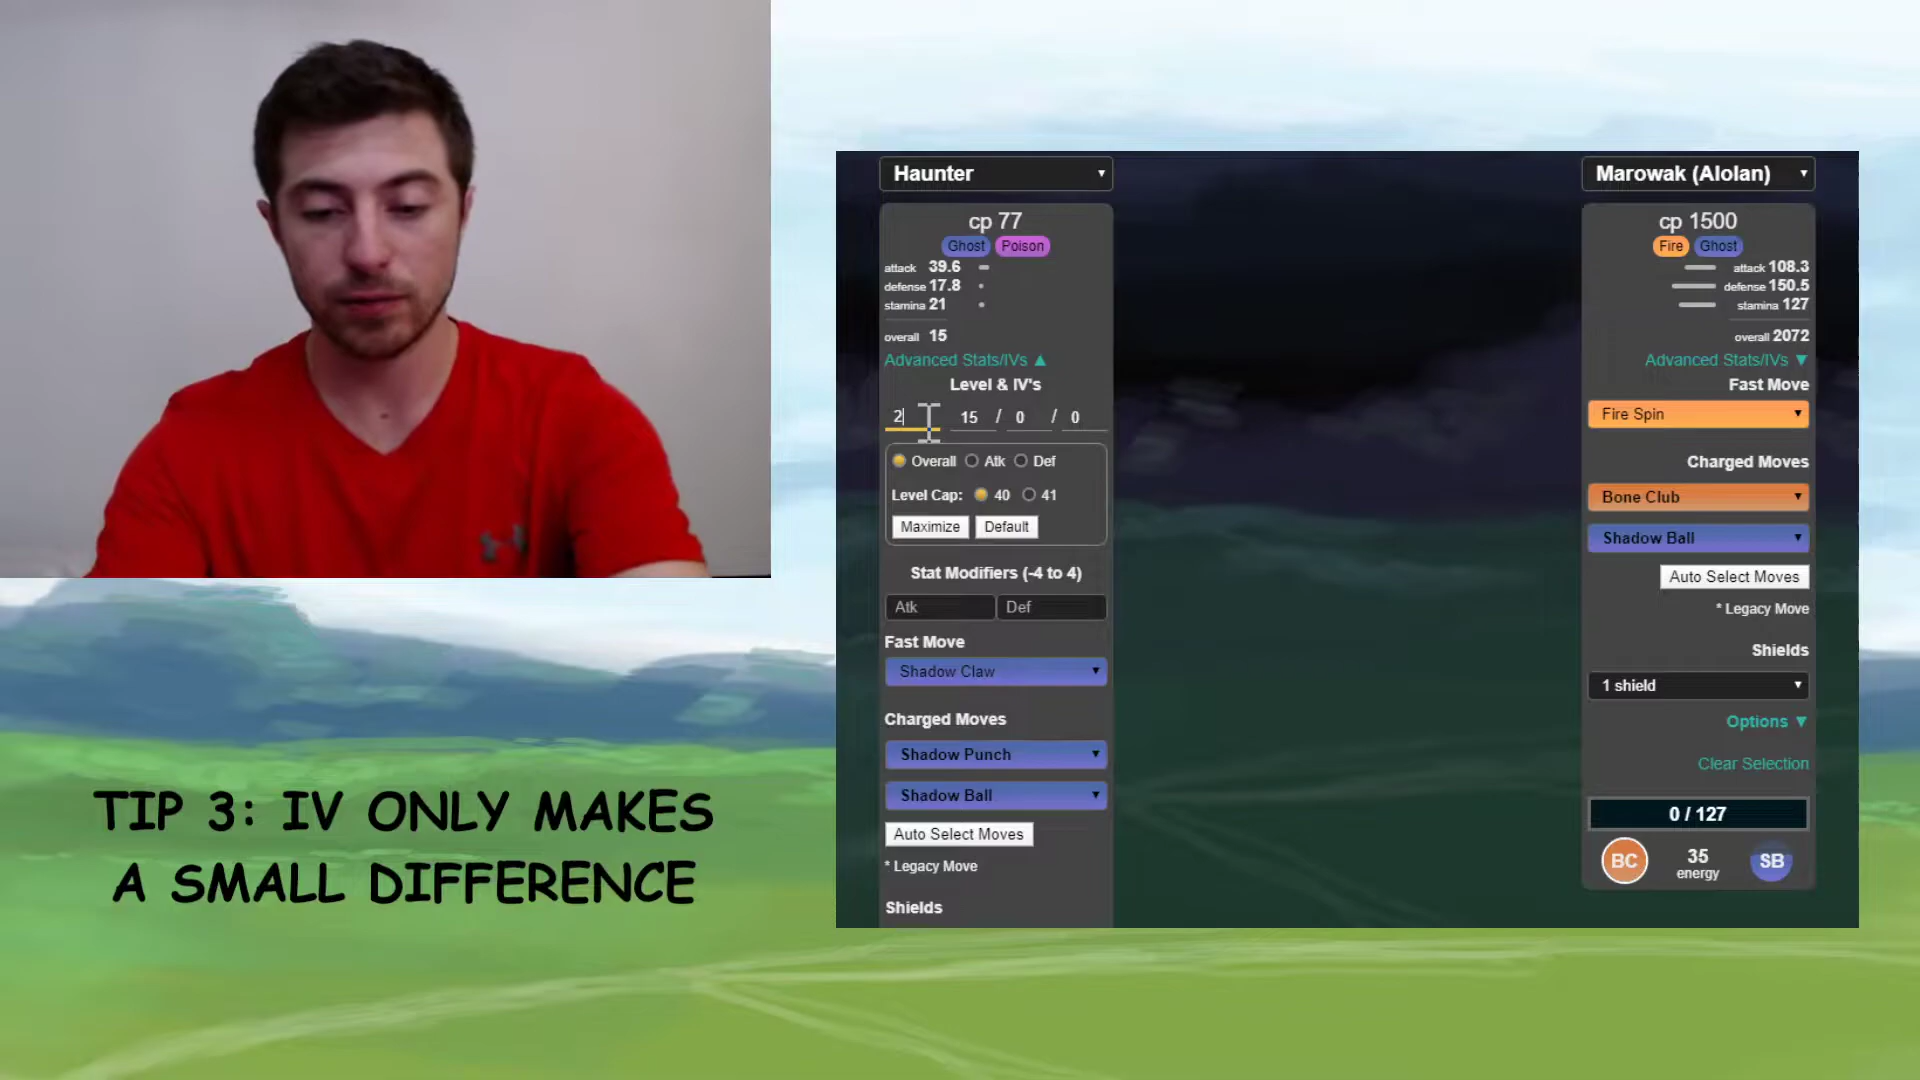 Haunter
cp 77
Ghost Poison
attack 39.6
defense 17.8
stamina 21
overall 15
Advanced Stats/IVs ▲
Level & IV's
2 15 / 0 / 0
Overall Atk Def
Level Cap: 40 41
Maximize Default
Stat Modifiers (-4 to 4)
Atk Def
Fast Move
Shadow Claw
Charged Moves
Shadow Punch
Shadow Ball
Auto Select Moves
* Legacy Move
Shields
Marowak (Alolan)
cp 1500
Fire Ghost
attack 108.3
defense 150.5
stamina 127
overall 2072
Advanced Stats/IVs ▼
Fast Move
Fire Spin
Charged Moves
Bone Club
Shadow Ball
Auto Select Moves
* Legacy Move
Shields
1 shield
Options ▼
Clear Selection
0 / 127
BC 35 SB
energy
TIP 3: IV ONLY MAKES
A SMALL DIFFERENCE